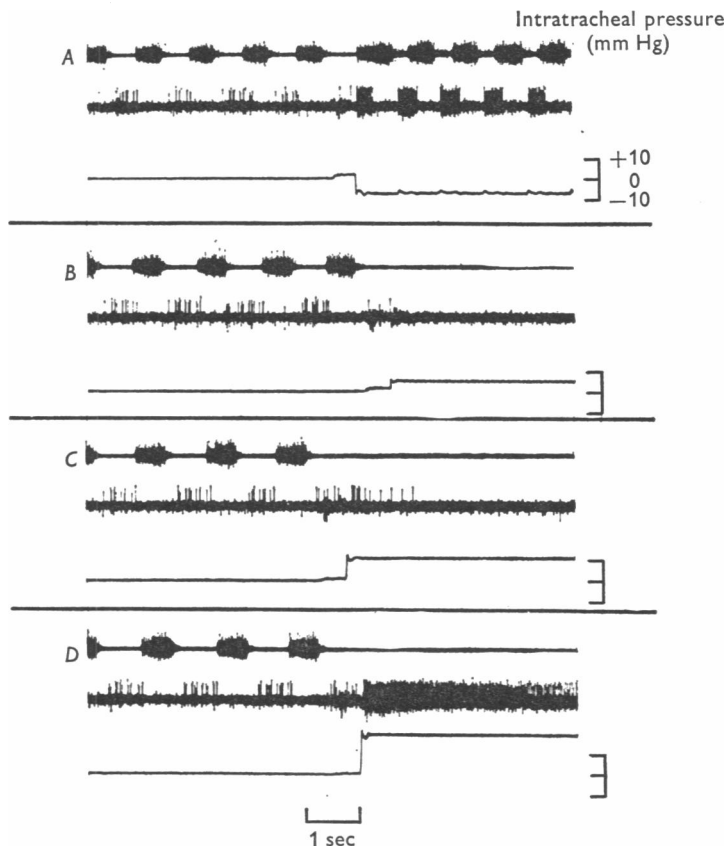 Intratracheal pressure
(mm Hg)
A
+10
0
−10
B
C
D
1 sec